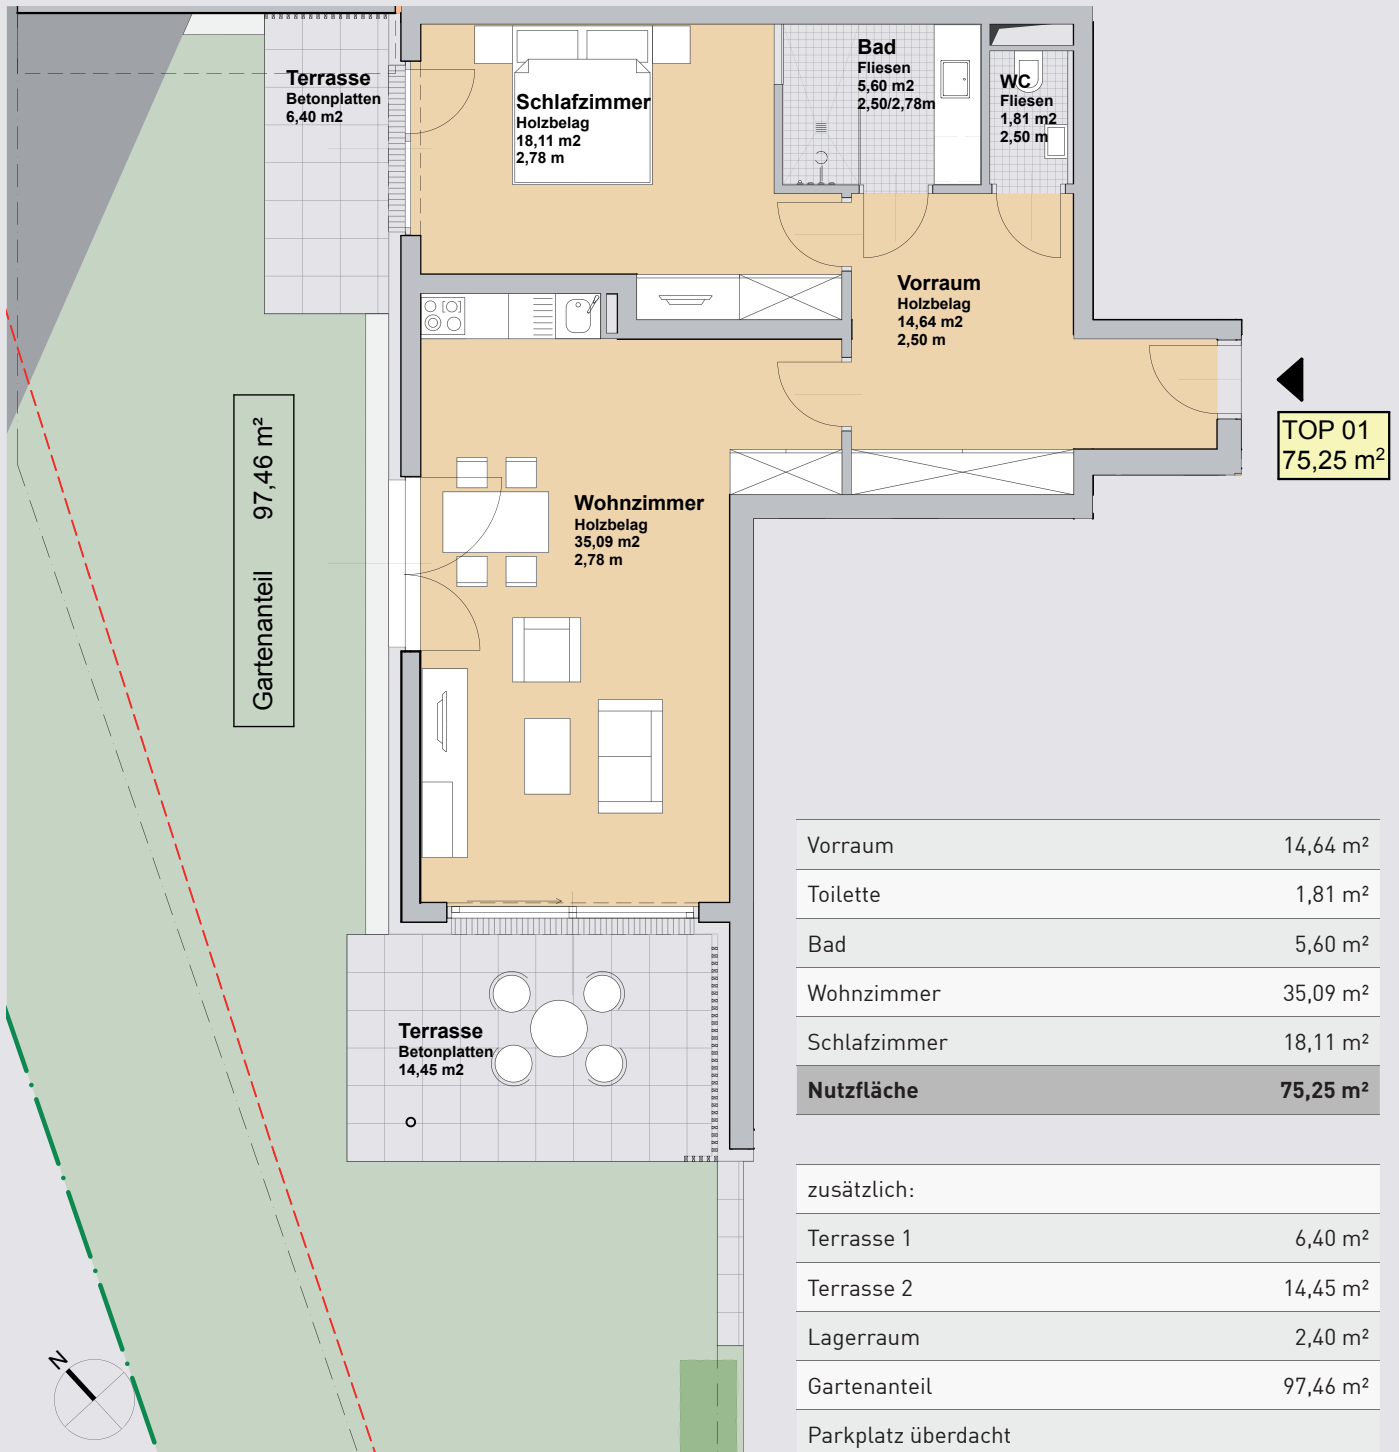 Terrasse
Betonplatten
6,40 m2
Schlafzimmer
Holzbelag
18,11 m2
2,78 m
Bad
Fliesen
5,60 m2
2,50/2,78m
WC
Fliesen
1,81 m2
2,50 m
Vorraum
Holzbelag
14,64 m2
2,50 m
TOP 01
75,25 m²
Gartenanteil 97,46 m²
Wohnzimmer
Holzbelag
35,09 m2
2,78 m
Terrasse
Betonplatten
14,45 m2
N
Vorraum 14,64 m²
Toilette 1,81 m²
Bad 5,60 m²
Wohnzimmer 35,09 m²
Schlafzimmer 18,11 m²
Nutzfläche 75,25 m²
zusätzlich:
Terrasse 1 6,40 m²
Terrasse 2 14,45 m²
Lagerraum 2,40 m²
Gartenanteil 97,46 m²
Parkplatz überdacht